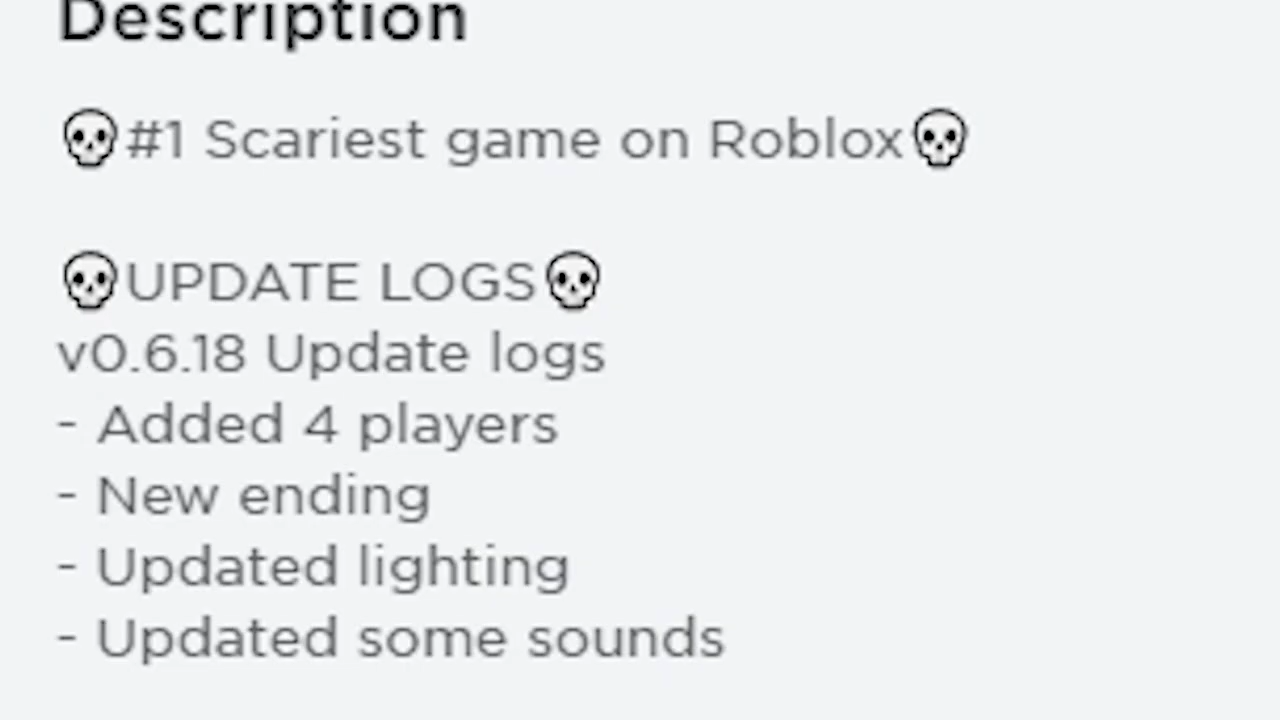 Description
💀#1 Scariest game on Roblox💀
💀UPDATE LOGS💀
v0.6.18 Update logs
- Added 4 players
- New ending
- Updated lighting
- Updated some sounds